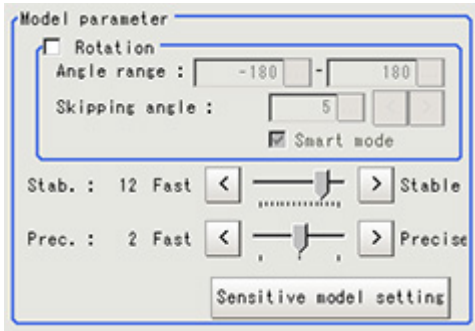 Model parameter
Rotation
Angle range : -180 - 180
Skipping angle : 5 < >
Smart mode
Stab. : 12 Fast < > Stable
Prec. : 2 Fast < > Precise
Sensitive model setting